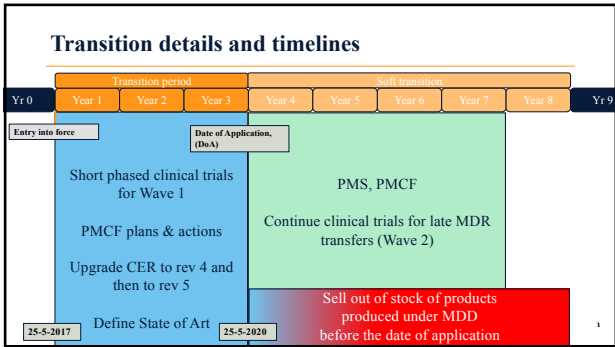 Transition details and timelines
Transition period
Soft transition
Yr 0
Year 1
Year 2
Year 3
Year 4
Year 5
Year 6
Year 7
Year 8
Yr 9
Entry into force
Date of Application,
(DoA)
Short phased clinical trials
for Wave 1
PMCF plans & actions
Upgrade CER to rev 4 and
then to rev 5
Define State of Art
PMS, PMCF
Continue clinical trials for late MDR
transfers (Wave 2)
Sell out of stock of products
produced under MDD
before the date of application
25-5-2017
25-5-2020